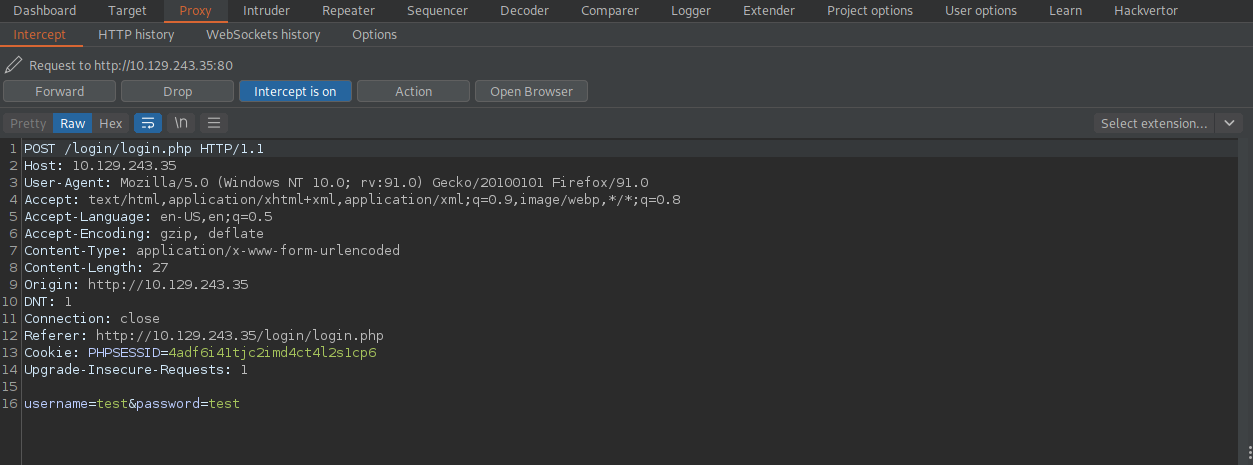 Dashboard Target Proxy Intruder Repeater Sequencer Decoder Comparer Logger Extender Project options User options Learn Hackvertor
Intercept HTTP history WebSockets history Options
Request to http://10.129.243.35:80
Forward Drop Intercept is on Action Open Browser
Pretty Raw Hex \n Select extension...
1 POST /login/login.php HTTP/1.1
2 Host: 10.129.243.35
3 User-Agent: Mozilla/5.0 (Windows NT 10.0; rv:91.0) Gecko/20100101 Firefox/91.0
4 Accept: text/html,application/xhtml+xml,application/xml;q=0.9,image/webp,*/*;q=0.8
5 Accept-Language: en-US,en;q=0.5
6 Accept-Encoding: gzip, deflate
7 Content-Type: application/x-www-form-urlencoded
8 Content-Length: 27
9 Origin: http://10.129.243.35
10 DNT: 1
11 Connection: close
12 Referer: http://10.129.243.35/login/login.php
13 Cookie: PHPSESSID=4adf6i41tjc2imd4ct4l2s1cp6
14 Upgrade-Insecure-Requests: 1
15
16 username=test&password=test